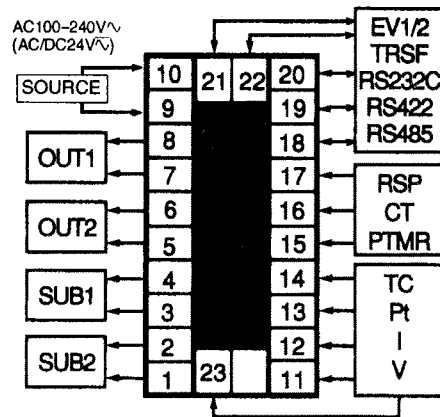 AC100-240V∿
(AC/DC24V∿)
SOURCE
OUT1
OUT2
SUB1
SUB2
10
9
8
7
6
5
4
3
2
1
21
22
23
20
19
18
17
16
15
14
13
12
11
EV1/2
TRSF
RS232C
RS422
RS485
RSP
CT
PTMR
TC
Pt
I
V